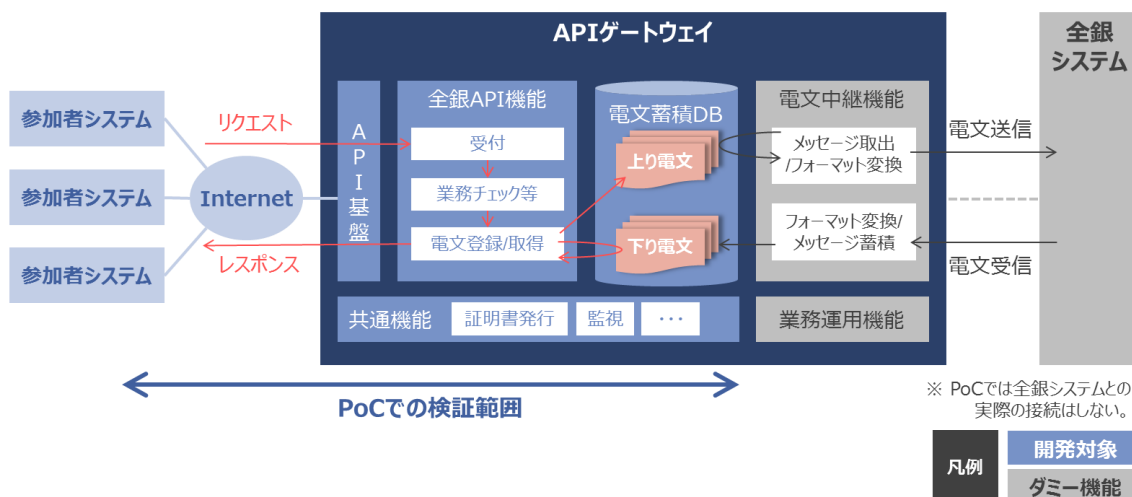 APIゲートウェイ
全銀
システム
参加者システム
参加者システム
参加者システム
Internet
リクエスト
レスポンス
API基盤
全銀API機能
受付
業務チェック等
電文登録/取得
電文蓄積DB
上り電文
下り電文
電文中継機能
メッセージ取出
/フォーマット変換
フォーマット変換/
メッセージ蓄積
電文送信
電文受信
共通機能
証明書発行
監視
・・・
業務運用機能
PoCでの検証範囲
※ PoCでは全銀システムとの
実際の接続はしない。
凡例
開発対象
ダミー機能